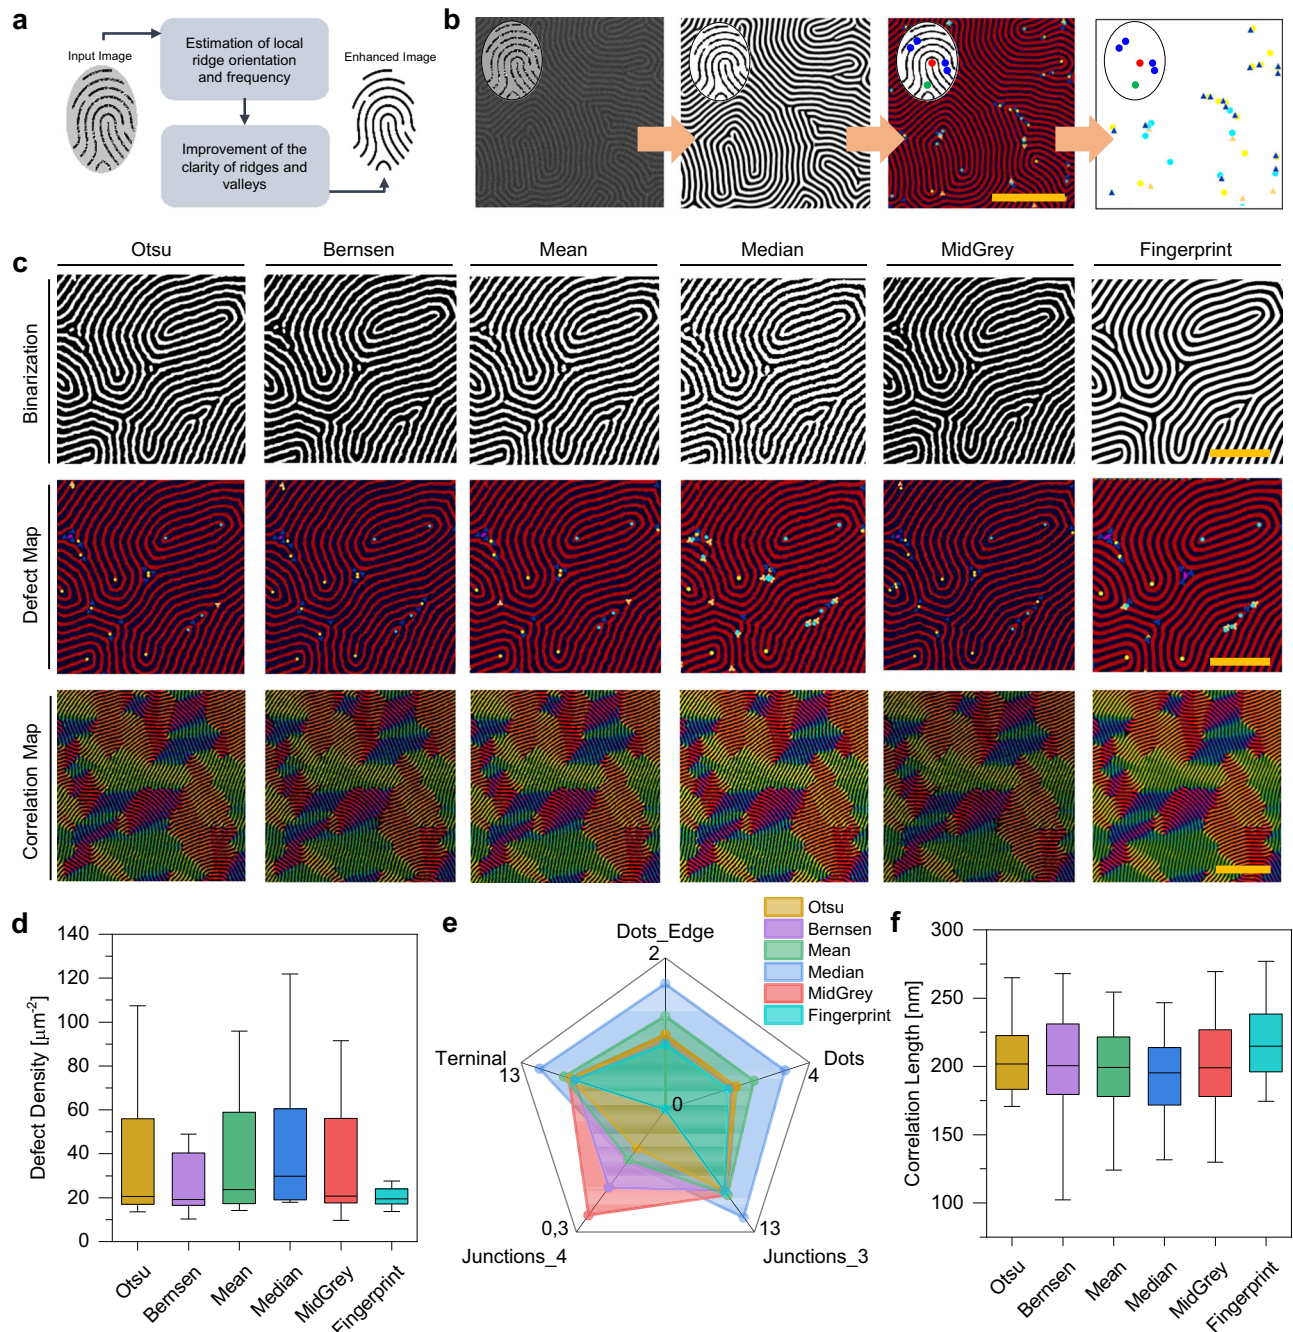 a
Input Image
Estimation of local
ridge orientation
and frequency
Enhanced Image
Improvement of the
clarity of ridges and
valleys
b
c
Otsu
Bernsen
Mean
Median
MidGrey
Fingerprint
Binarization
Defect Map
Correlation Map
d
Defect Density [μm-2]
140
120
100
80
60
40
20
0
Otsu
Bernsen
Mean
Median
MidGrey
Fingerprint
e
Dots_Edge
2
Otsu
Bernsen
Mean
Median
MidGrey
Fingerprint
Terninal
13
Dots
4
0
0,3
Junctions_4
13
Junctions_3
f
Correlation Length [nm]
300
250
200
150
100
Otsu
Bernsen
Mean
Median
MidGrey
Fingerprint